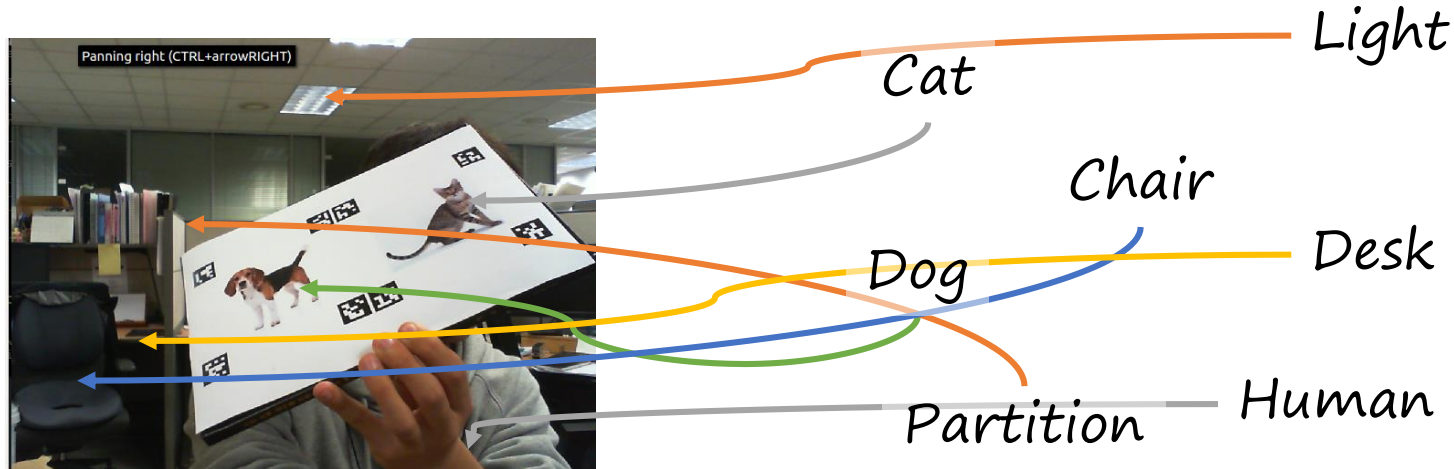 Light
Panning right (CTRL+arrowRIGHT)
Cat
Chair
Desk
Dog
Human
Partition